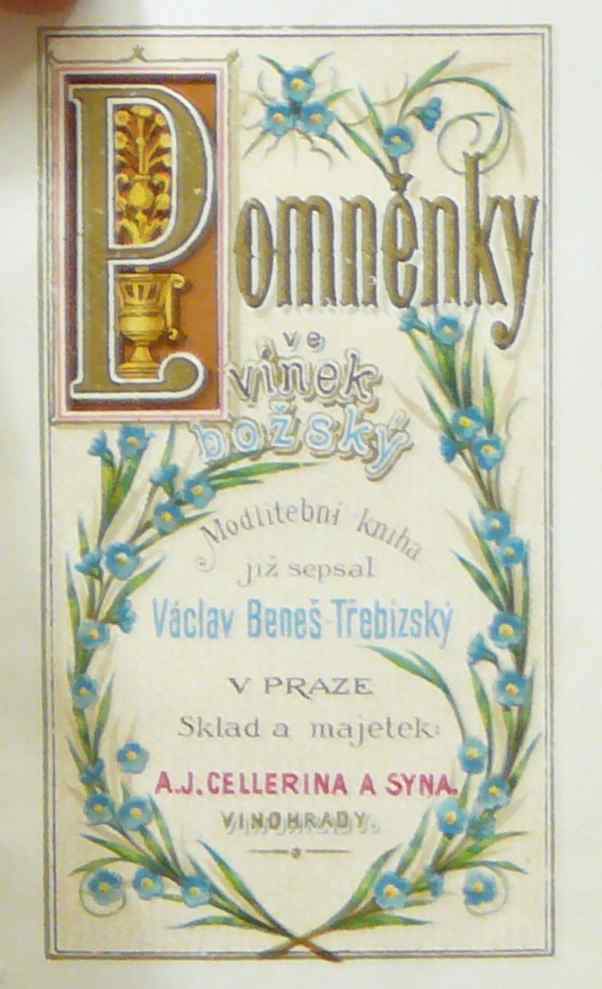 Pomněnky
ve
vínek
božský
Modlitební kniha
již sepsal
Václav Beneš Třebízský
V PRAZE
Sklad a majetek:
A.J. CELLERINA A SYNA.
VINOHRADY